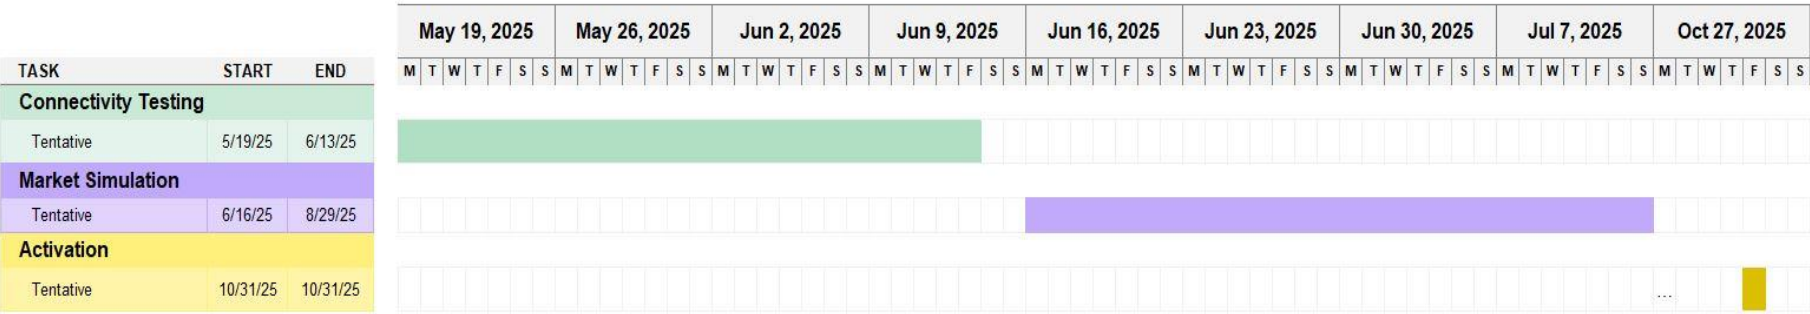 May 19, 2025 May 26, 2025 Jun 2, 2025 Jun 9, 2025 Jun 16, 2025 Jun 23, 2025 Jun 30, 2025 Jul 7, 2025 Oct 27, 2025
TASK START END M T W T F S S M T W T F S S M T W T F S S M T W T F S S M T W T F S S M T W T F S S M T W T F S S M T W T F S S M T W T F S S
Connectivity Testing
Tentative 5/19/25 6/13/25
Market Simulation
Tentative 6/16/25 8/29/25
Activation
Tentative 10/31/25 10/31/25 ...